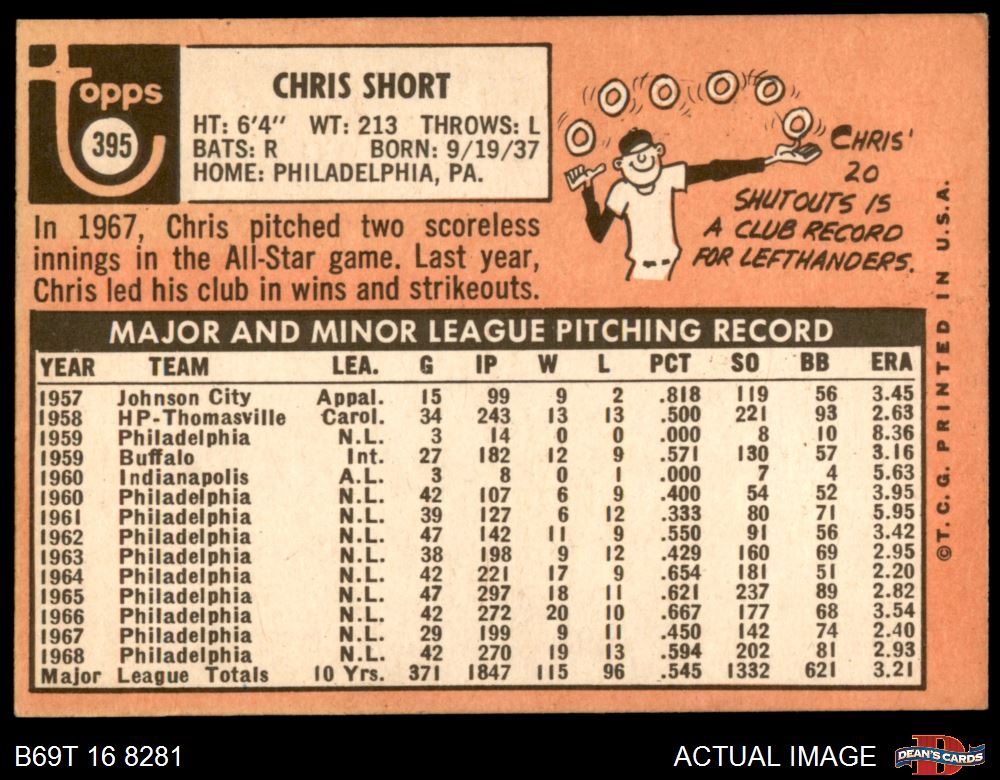 Topps
395
CHRIS SHORT
HT: 6'4" WT: 213 THROWS: L
BATS: R BORN: 9/19/37
HOME: PHILADELPHIA, PA.
In 1967, Chris pitched two scoreless
innings in the All-Star game. Last year,
Chris led his club in wins and strikeouts.
CHRIS'
20
SHUTOUTS IS
A CLUB RECORD
FOR LEFTHANDERS.
MAJOR AND MINOR LEAGUE PITCHING RECORD
YEAR TEAM LEA. G IP W L PCT SO BB ERA
1957 Johnson City Appal. 15 99 9 2 .818 119 56 3.45
1958 HP-Thomasville Carol. 34 243 13 13 .500 221 93 2.63
1959 Philadelphia N.L. 3 14 0 0 .000 8 10 8.36
1959 Buffalo Int. 27 182 12 9 .571 130 57 3.16
1960 Indianapolis A.L. 3 8 0 1 .000 7 4 5.63
1960 Philadelphia N.L. 42 107 6 9 .400 54 52 3.95
1961 Philadelphia N.L. 39 127 6 12 .333 80 71 5.95
1962 Philadelphia N.L. 47 142 11 9 .550 91 56 3.42
1963 Philadelphia N.L. 38 198 9 12 .429 160 69 2.95
1964 Philadelphia N.L. 42 221 17 9 .654 181 51 2.20
1965 Philadelphia N.L. 47 297 18 11 .621 237 89 2.82
1966 Philadelphia N.L. 42 272 20 10 .667 177 68 3.54
1967 Philadelphia N.L. 29 199 9 11 .450 142 74 2.40
1968 Philadelphia N.L. 42 270 19 13 .594 202 81 2.93
Major League Totals 10 Yrs. 371 1847 115 96 .545 1332 621 3.21
©T. C. G. PRINTED IN U.S.A.
B69T 16 8281
ACTUAL IMAGE
D
DEAN'S CARDS